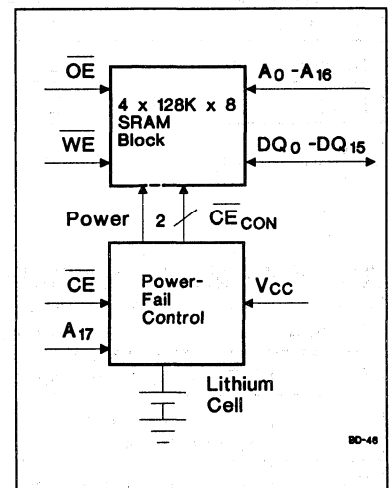 OE
A0 -A16
4 x 128K x 8
SRAM
Block
WE
DQ0 -DQ15
Power
2
CECON
CE
Power-
Fail
Control
VCC
A17
Lithium
Cell
BD-46